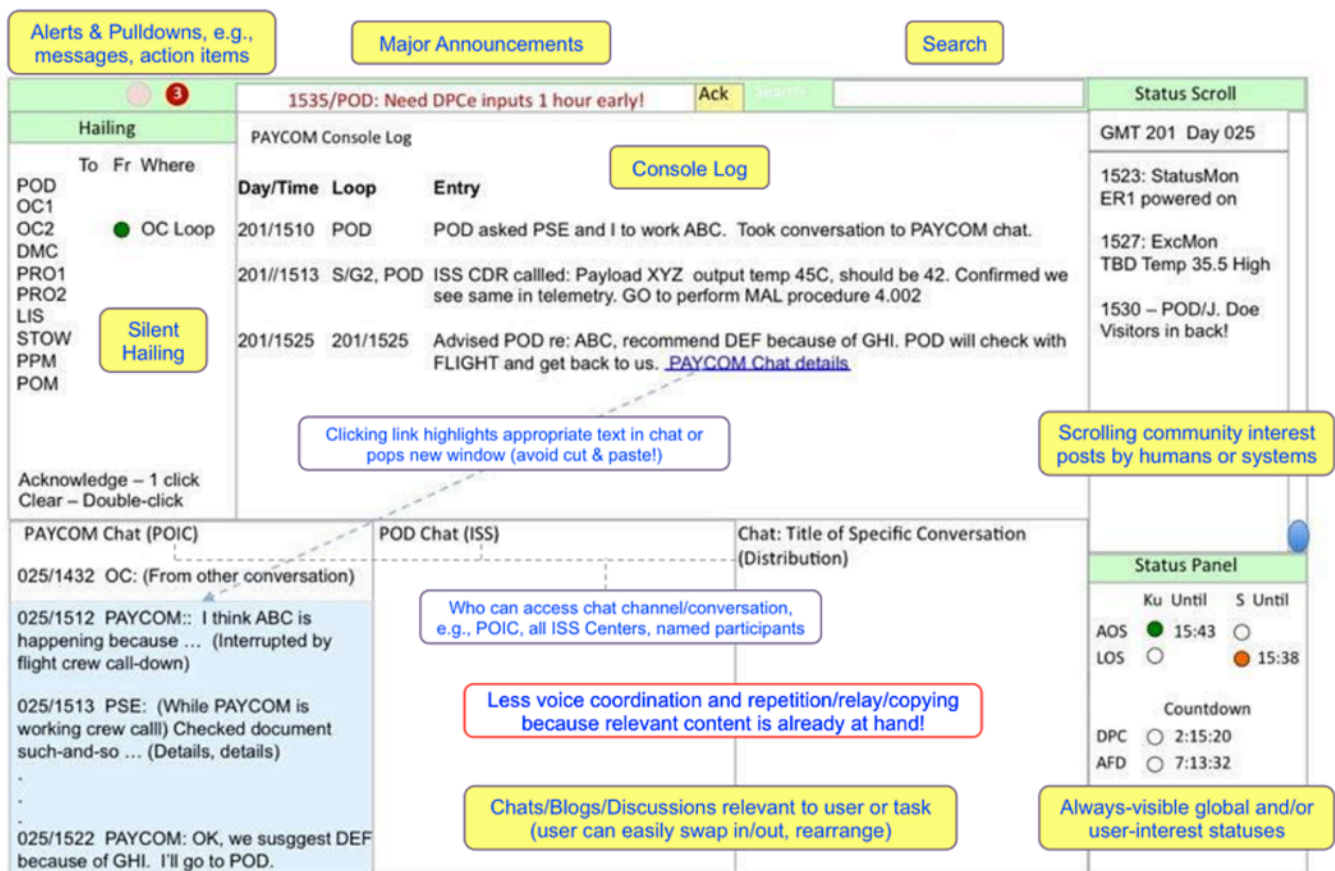 Alerts & Pulldowns, e.g.,
messages, action items
Major Announcements
Search
3
1535/POD: Need DPCe inputs 1 hour early!
Ack
Search
Status Scroll
Hailing
To Fr Where
POD
OC1
OC2 OC Loop
DMC
PRO1
PRO2
LIS
STOW
PPM
POM
Silent
Hailing
Acknowledge – 1 click
Clear – Double-click
PAYCOM Console Log
Console Log
Day/Time Loop Entry
201/1510 POD POD asked PSE and I to work ABC. Took conversation to PAYCOM chat.
201//1513 S/G2, POD ISS CDR callled: Payload XYZ output temp 45C, should be 42. Confirmed we
see same in telemetry. GO to perform MAL procedure 4.002
201/1525 201/1525 Advised POD re: ABC, recommend DEF because of GHI. POD will check with
FLIGHT and get back to us. PAYCOM Chat details
Clicking link highlights appropriate text in chat or
pops new window (avoid cut & paste!)
GMT 201 Day 025
1523: StatusMon
ER1 powered on
1527: ExcMon
TBD Temp 35.5 High
1530 – POD/J. Doe
Visitors in back!
Scrolling community interest
posts by humans or systems
PAYCOM Chat (POIC)
025/1432 OC: (From other conversation)
025/1512 PAYCOM:: I think ABC is
happening because ... (Interrupted by
flight crew call-down)
025/1513 PSE: (While PAYCOM is
working crew calll) Checked document
such-and-so ... (Details, details)
.
.
.
025/1522 PAYCOM: OK, we susggest DEF
because of GHI. I'll go to POD.
POD Chat (ISS)
Chat: Title of Specific Conversation
(Distribution)
Who can access chat channel/conversation,
e.g., POIC, all ISS Centers, named participants
Less voice coordination and repetition/relay/copying
because relevant content is already at hand!
Chats/Blogs/Discussions relevant to user or task
(user can easily swap in/out, rearrange)
Status Panel
Ku Until S Until
AOS 15:43
LOS 15:38
Countdown
DPC 2:15:20
AFD 7:13:32
Always-visible global and/or
user-interest statuses